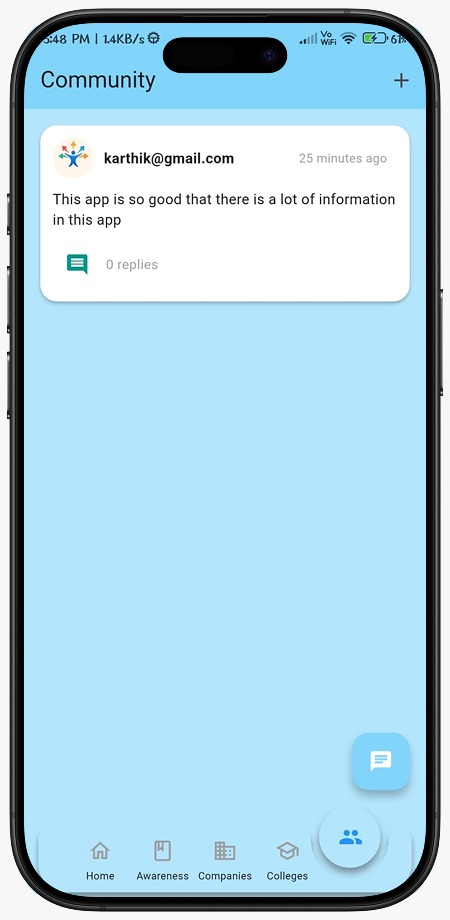 5:48 PM | 1.4KB/s
Vo
WiFi
61%
Community
+
karthik@gmail.com
25 minutes ago
This app is so good that there is a lot of information
in this app
0 replies
Home
Awareness
Companies
Colleges